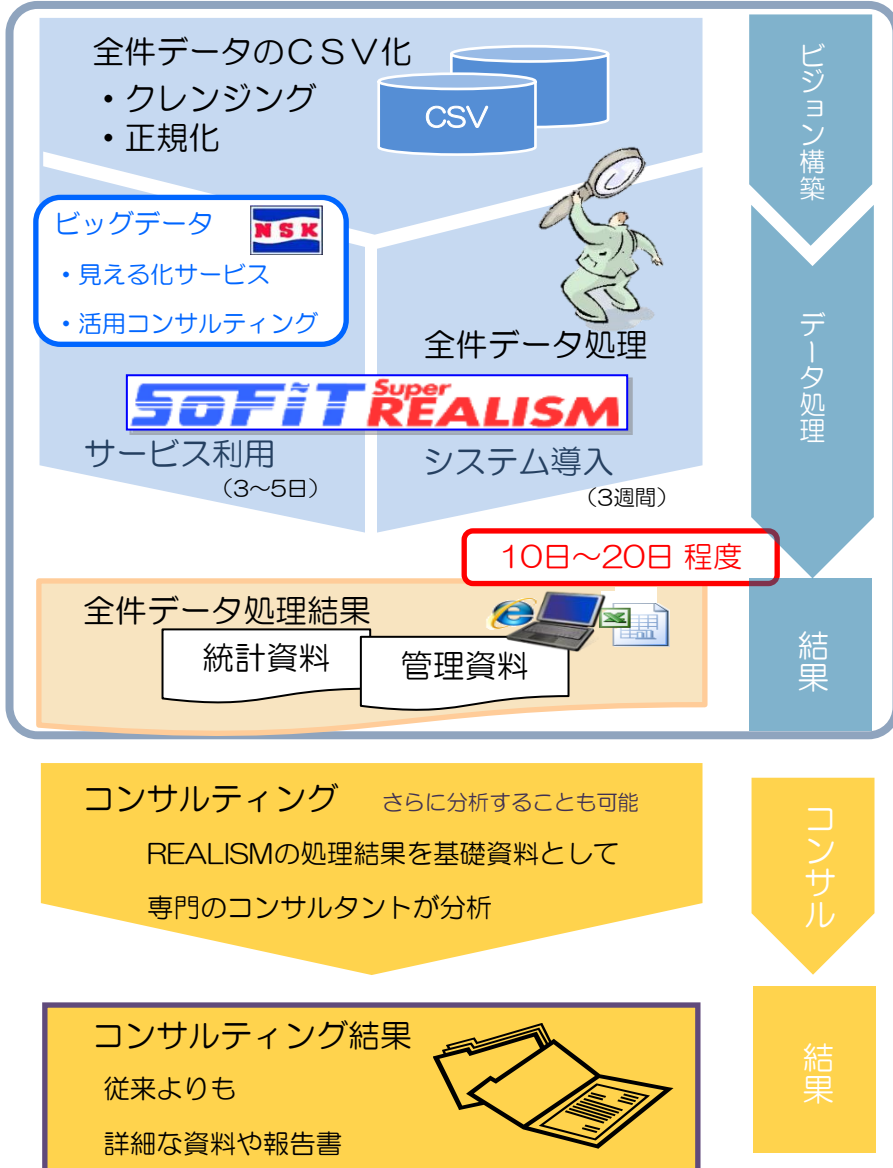 全件データのCSV化
・クレンジング
・正規化
CSV
ビジョン構築
ビッグデータ
NSK
・見える化サービス
・活用コンサルティング
全件データ処理
SOFIT Super REALISM
サービス利用
(3~5日)
システム導入
(3週間)
データ処理
10日~20日 程度
全件データ処理結果
統計資料
管理資料
結果
コンサルティング さらに分析することも可能
REALISMの処理結果を基礎資料として
専門のコンサルタントが分析
コンサル
コンサルティング結果
従来よりも
詳細な資料や報告書
結果